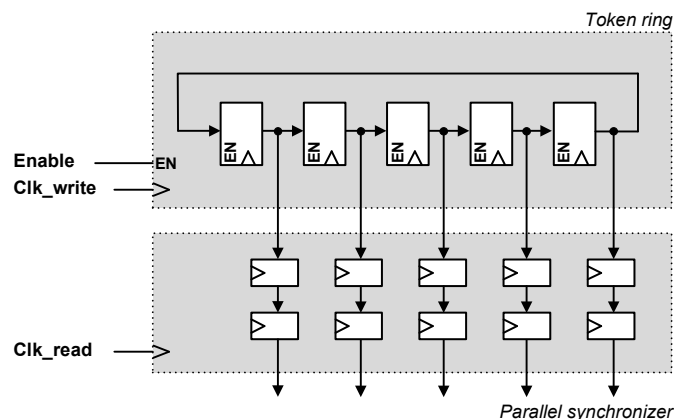 Token ring
EN EN EN EN EN
Enable
EN
Clk_write
Clk_read
Parallel synchronizer